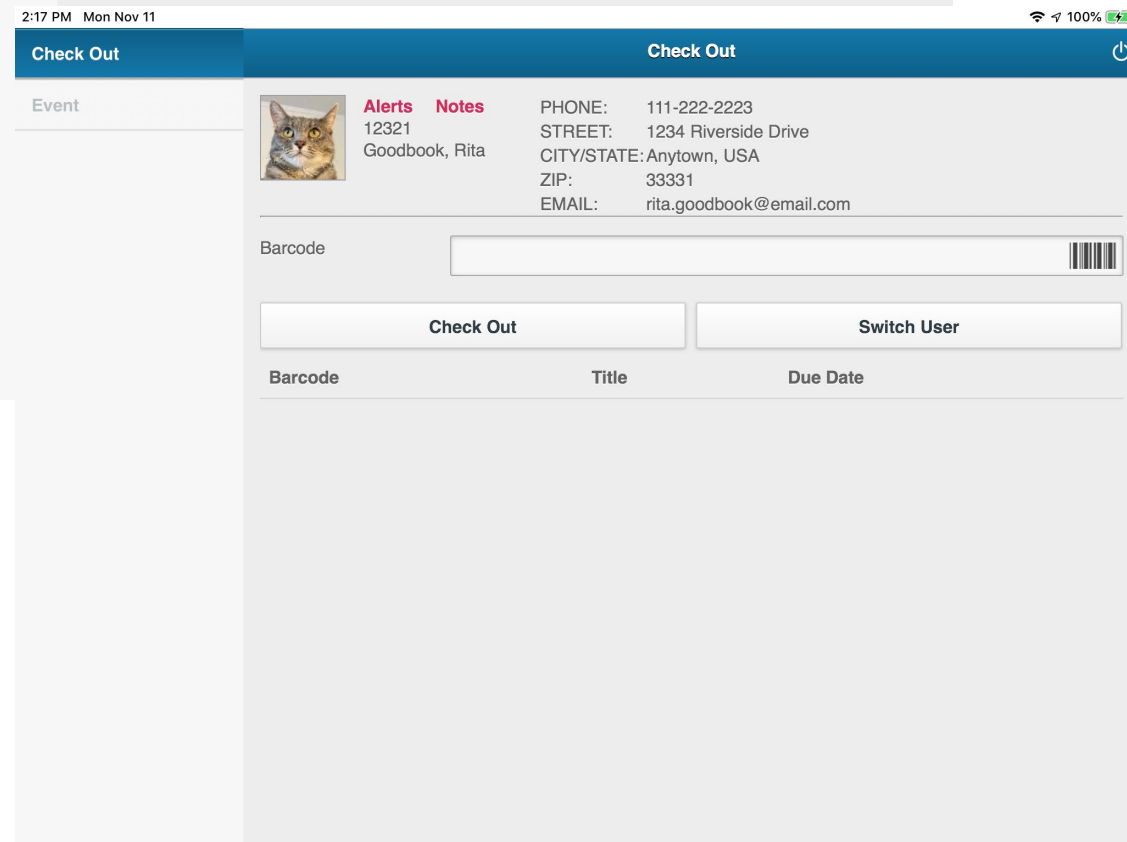 2:17 PM Mon Nov 11 100%
Check Out Check Out
Event
Alerts Notes
12321
Goodbook, Rita
PHONE: 111-222-2223
STREET: 1234 Riverside Drive
CITY/STATE: Anytown, USA
ZIP: 33331
EMAIL: rita.goodbook@email.com
Barcode
Check Out Switch User
Barcode Title Due Date